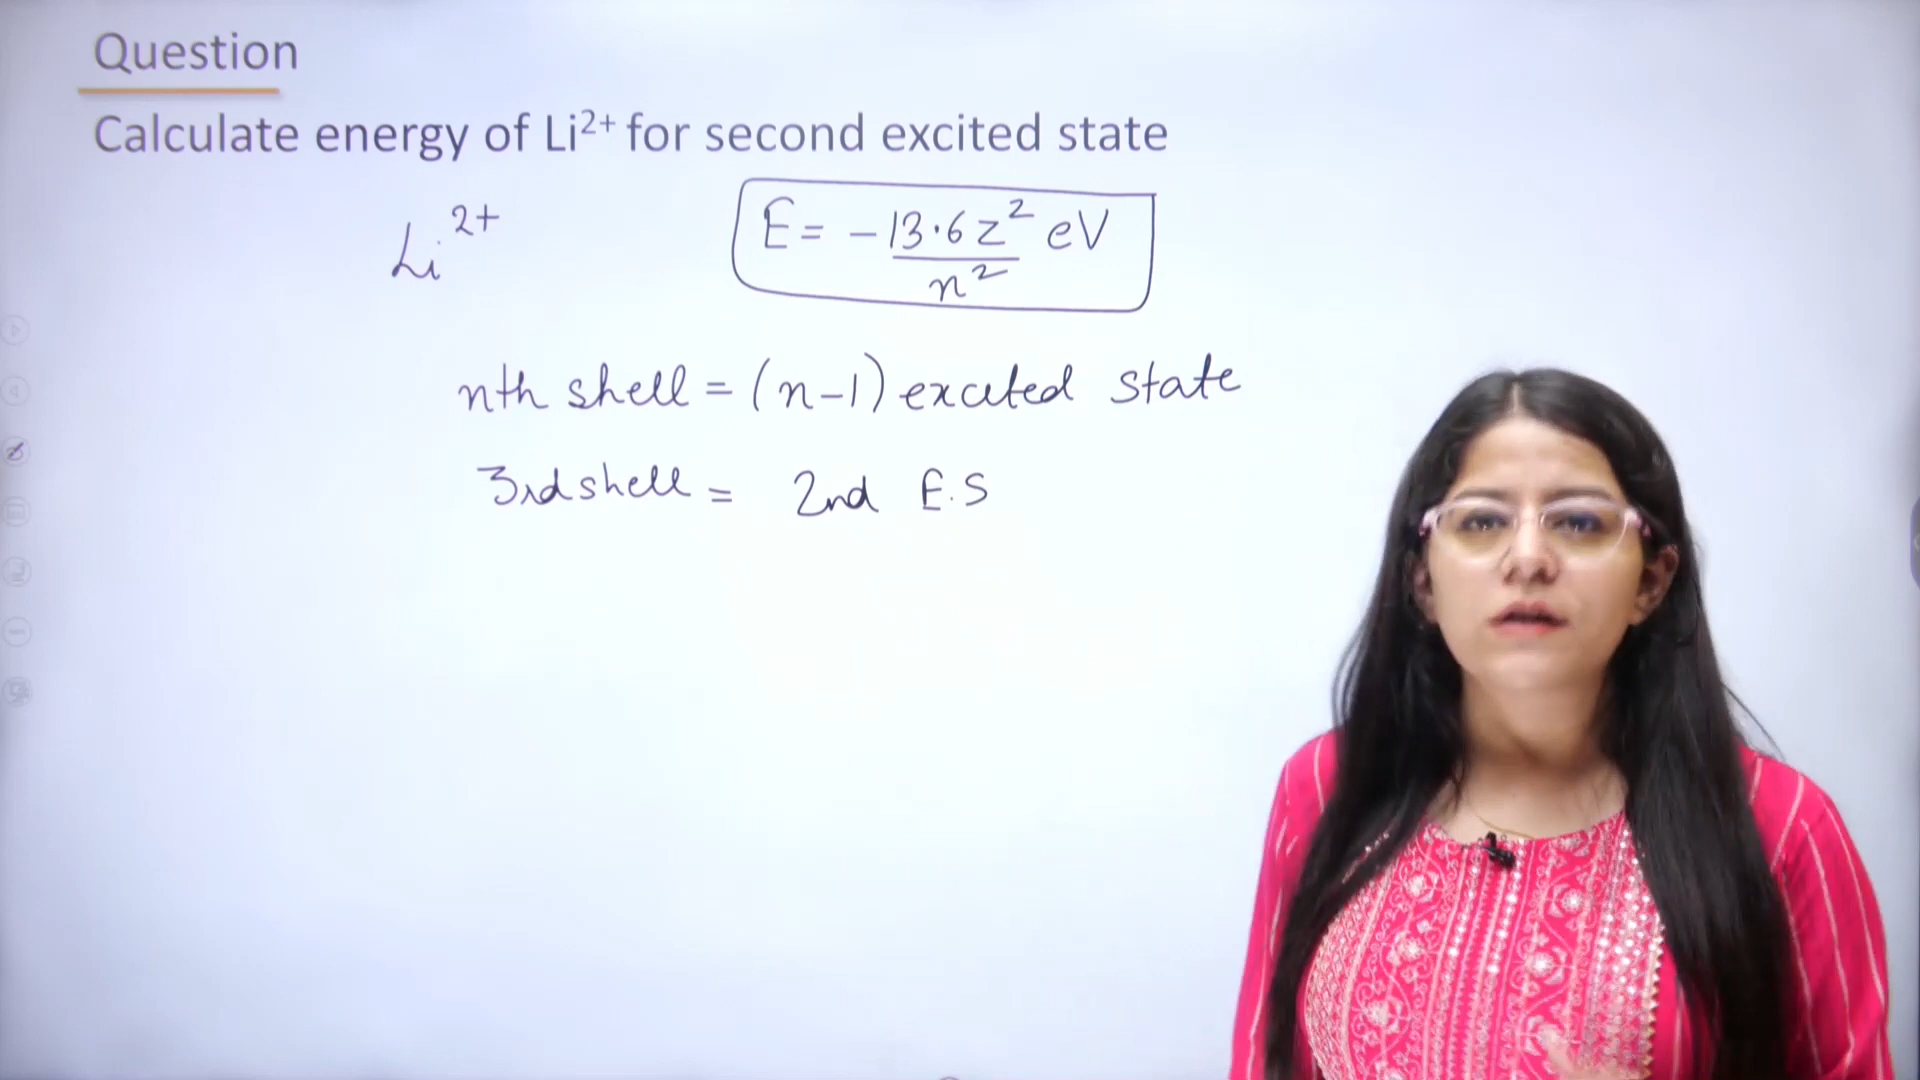 Question
Calculate energy of Li²⁺ for second excited state
Li²⁺
E = -13.6 z² / n² eV
nth shell = (n-1) excited state
3rd shell = 2nd E.S